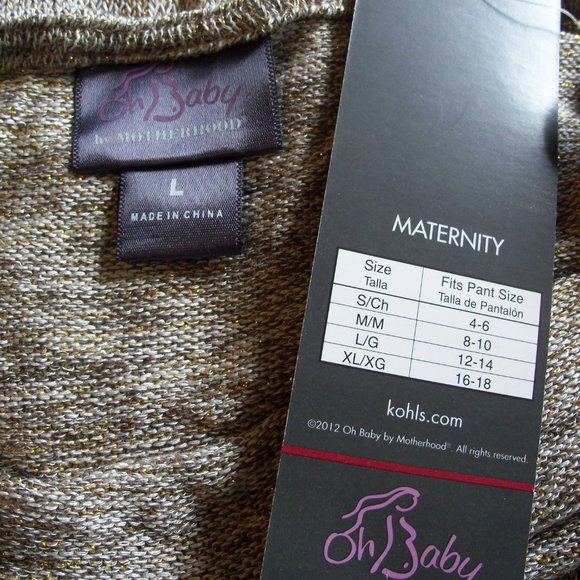 Oh Baby
by MOTHERHOOD®
L
MADE IN CHINA
MATERNITY
Size Fits Pant Size
Talla Talla de Pantalón
S/Ch 4-6
M/M 8-10
L/G 12-14
XL/XG 16-18
kohls.com
©2012 Oh Baby by Motherhood®. All rights reserved.
Oh Baby